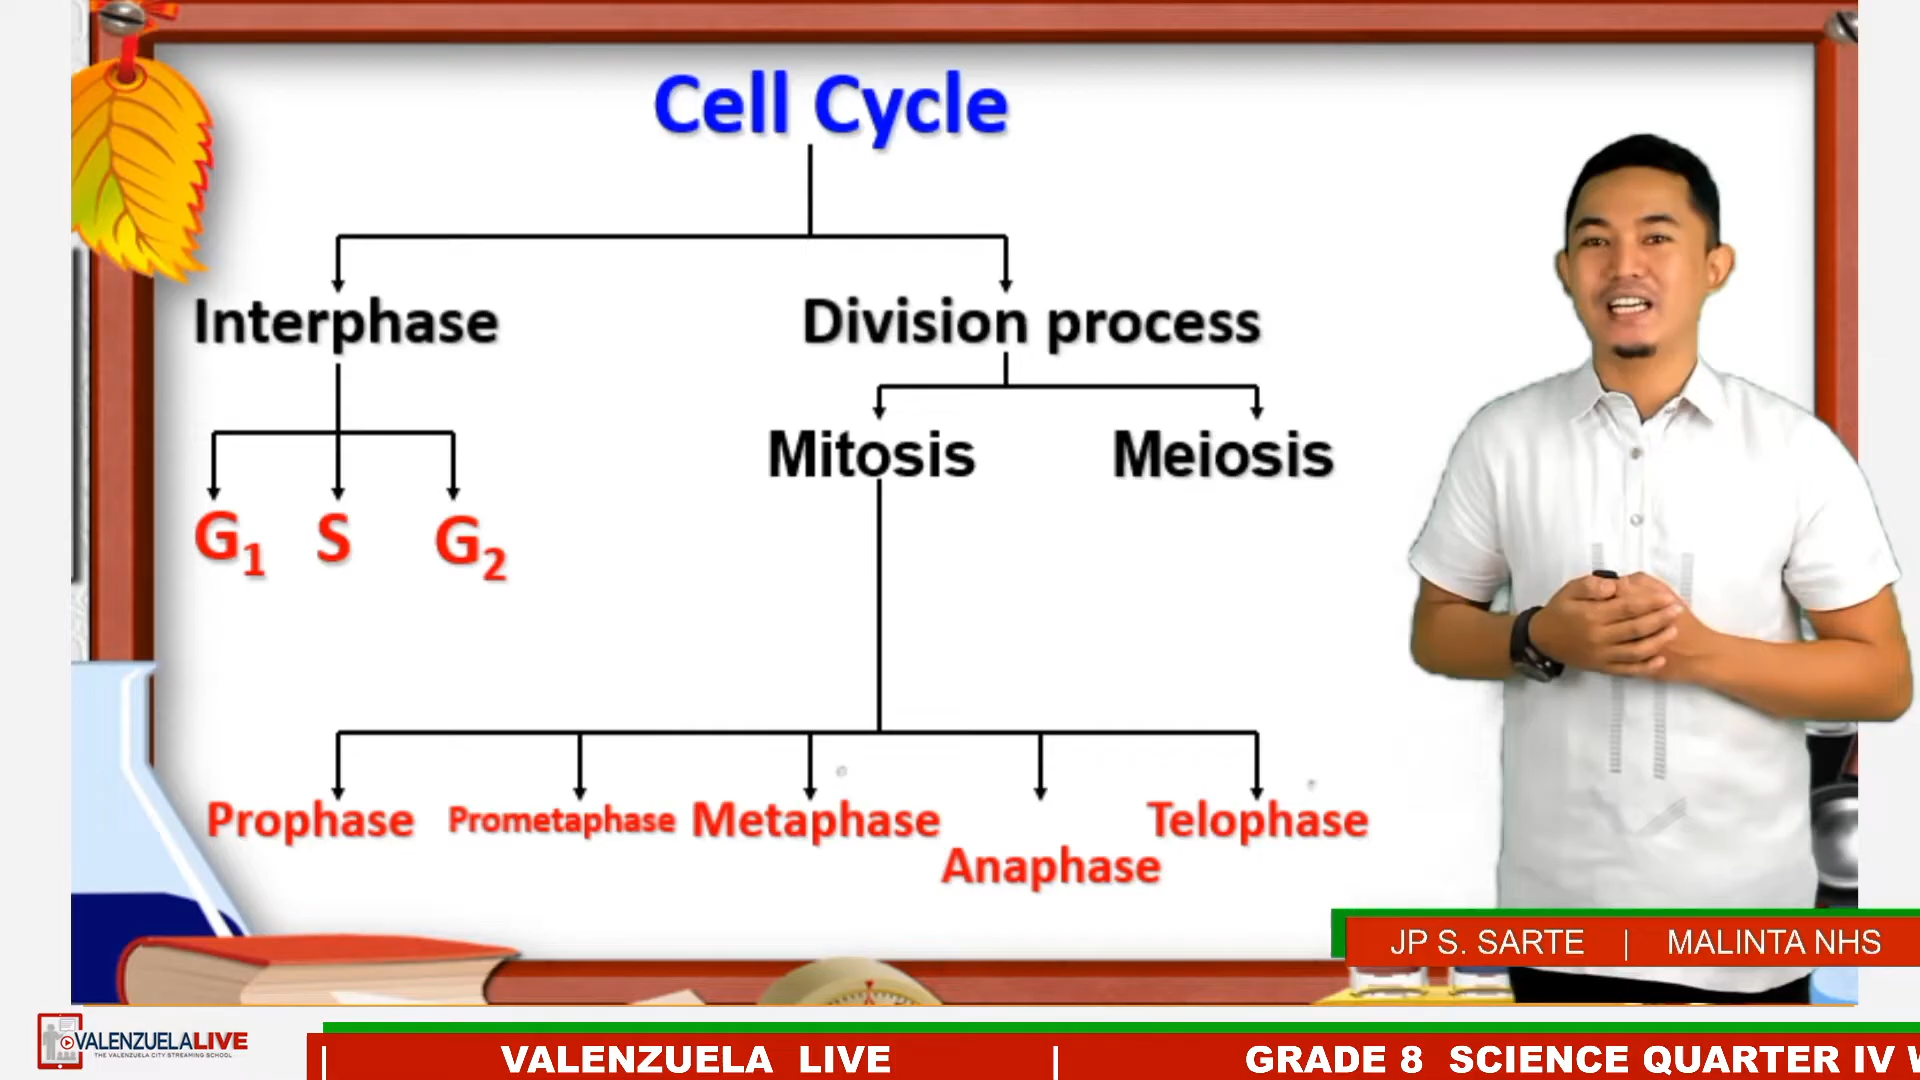 Cell Cycle
Interphase
Division process
Mitosis
Meiosis
G1 S G2
Prophase Prometaphase Metaphase Anaphase Telophase
JP S. SARTE | MALINTA NHS
VALENZUELALIVE
THE VALENZUELA CITY STREAMING SCHOOL
| VALENZUELA LIVE | GRADE 8 SCIENCE QUARTER IV W